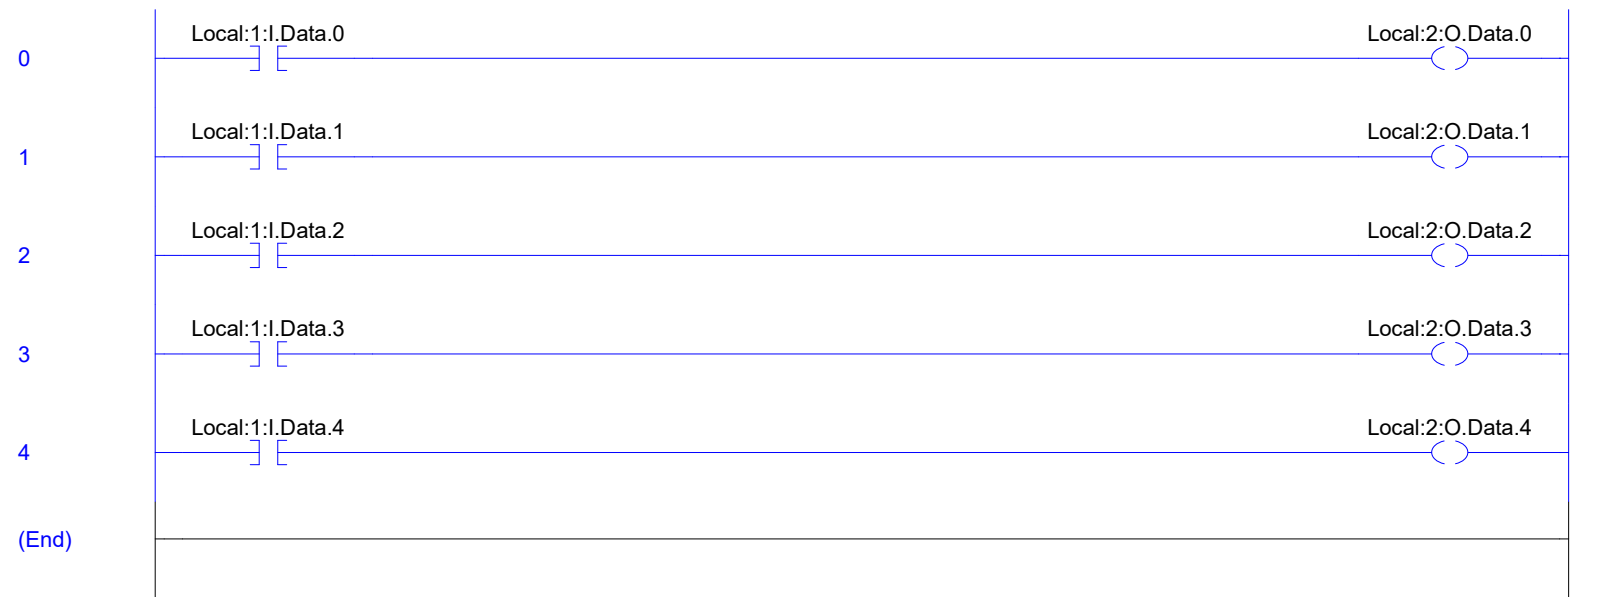 Local:1:I.Data.0 Local:2:O.Data.0
0
Local:1:I.Data.1 Local:2:O.Data.1
1
Local:1:I.Data.2 Local:2:O.Data.2
2
Local:1:I.Data.3 Local:2:O.Data.3
3
Local:1:I.Data.4 Local:2:O.Data.4
4
(End)